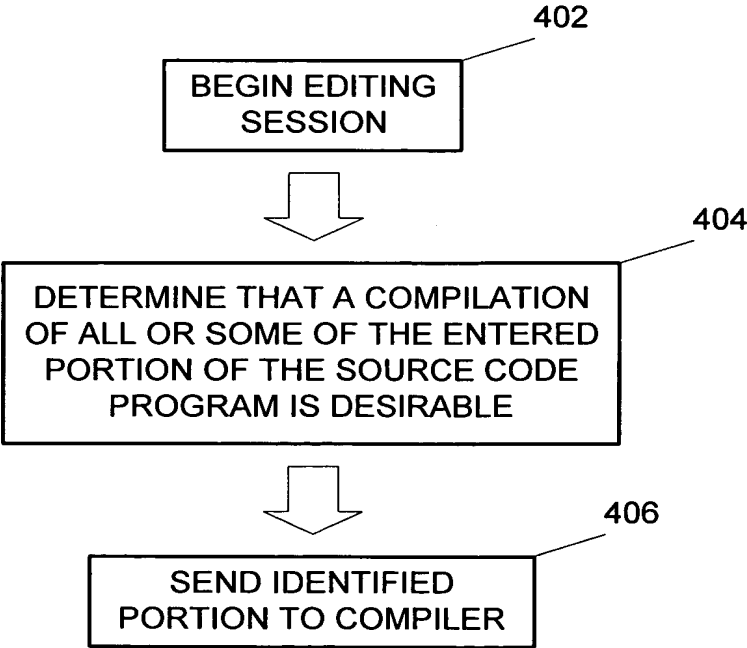 402
BEGIN EDITING
SESSION
404
DETERMINE THAT A COMPILATION
OF ALL OR SOME OF THE ENTERED
PORTION OF THE SOURCE CODE
PROGRAM IS DESIRABLE
406
SEND IDENTIFIED
PORTION TO COMPILER